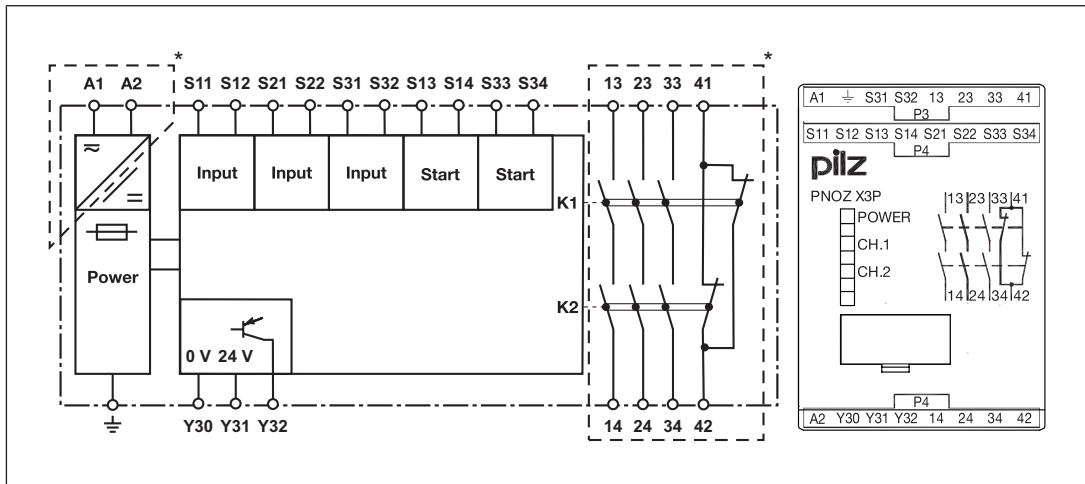 * *
A1 A2 S11 S12 S21 S22 S31 S32 S13 S14 S33 S34 13 23 33 41
Input Input Input Start Start
K1
Power
K2
0 V 24 V
Y30 Y31 Y32 14 24 34 42
A1 S31 S32 13 23 33 41
P3
S11 S12 S13 S14 S21 S22 S33 S34
P4
pilz
PNOZ X3P
POWER
CH.1
CH.2
13 23 33 41
14 24 34 42
P4
A2 Y30 Y31 Y32 14 24 34 42